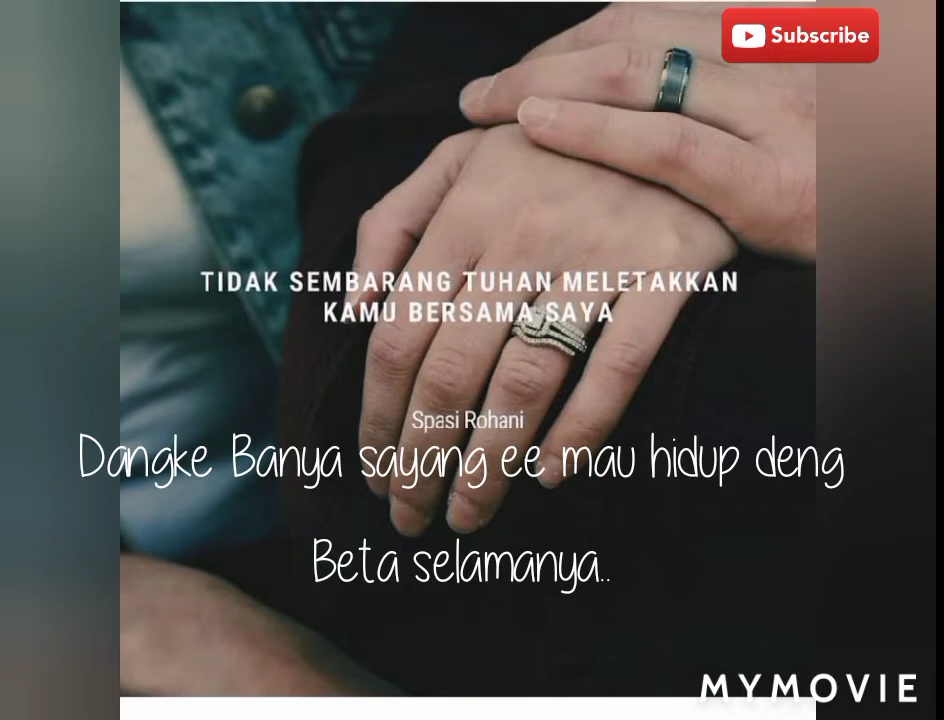 Subscribe
TIDAK SEMBARANG TUHAN MELETAKKAN
KAMU BERSAMA SAYA
Spasi Rohani
Dangke Banya sayang ee mau hidup deng
Beta selamanya..
MYMOVIE